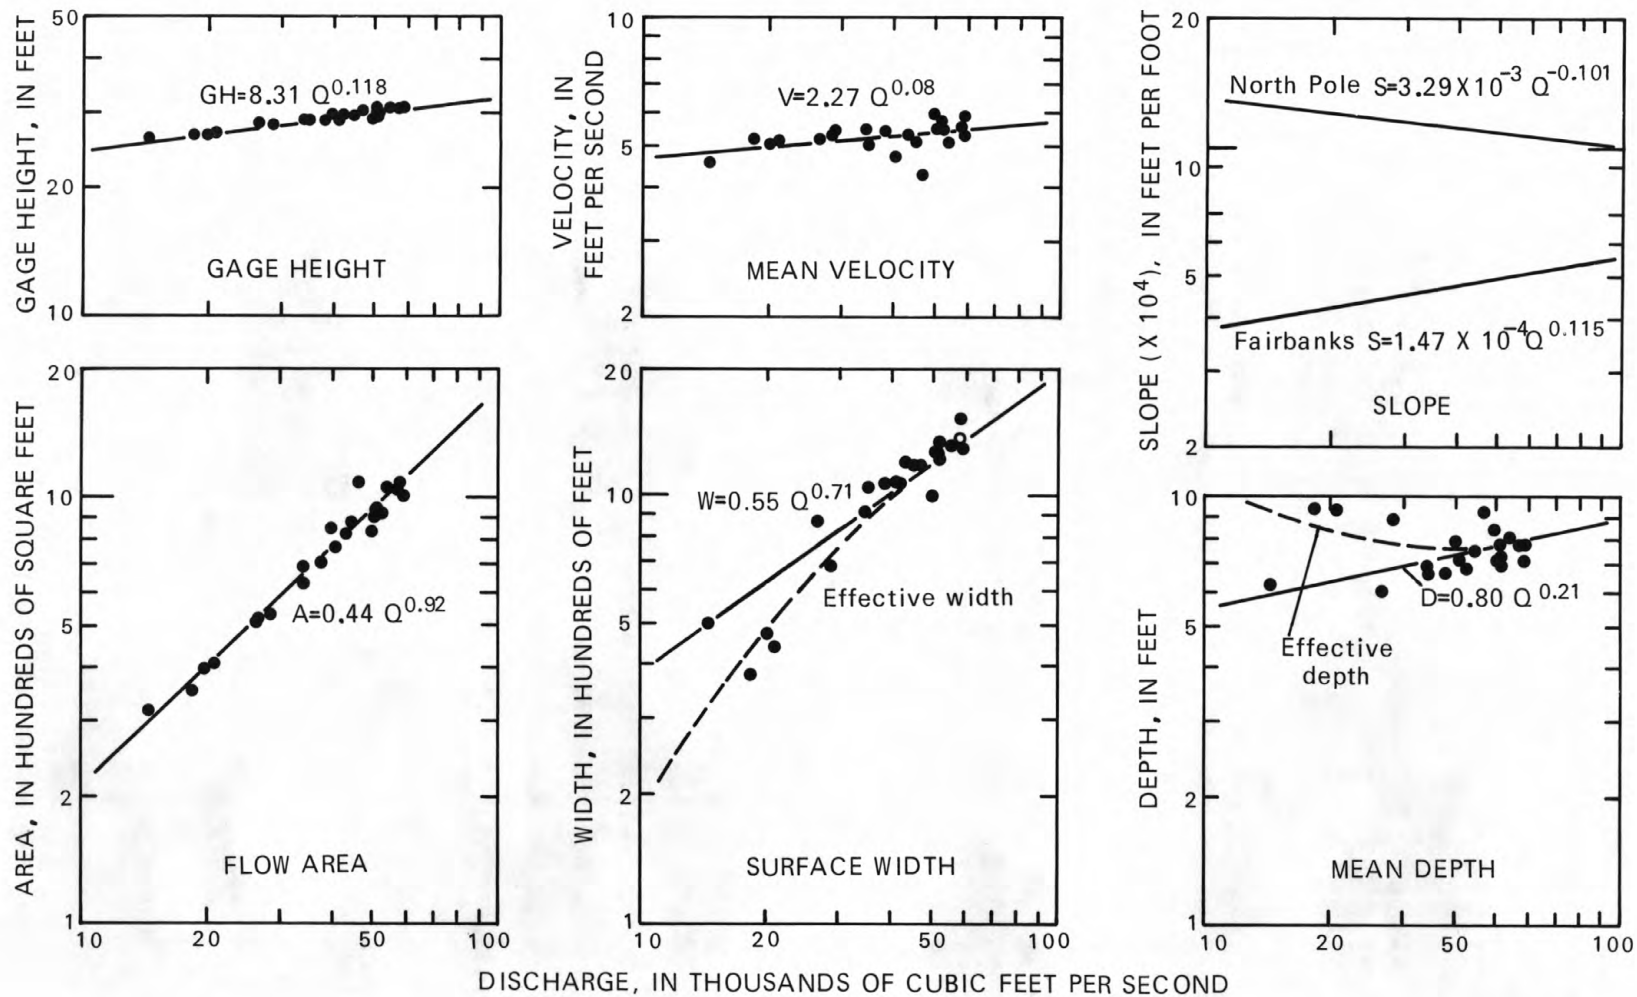 GAGE HEIGHT, IN FEET
50
20
10
GH=8.31 Q^0.118
GAGE HEIGHT
VELOCITY, IN
FEET PER SECOND
10
5
2
V=2.27 Q^0.08
MEAN VELOCITY
SLOPE (X 10^4), IN FEET PER FOOT
20
10
5
2
North Pole S=3.29X10^-3 Q^-0.101
Fairbanks S=1.47 X 10^-4 Q^0.115
SLOPE
AREA, IN HUNDREDS OF SQUARE FEET
20
10
5
2
1
A=0.44 Q^0.92
FLOW AREA
10 20 50 100
WIDTH, IN HUNDREDS OF FEET
20
10
5
2
1
W=0.55 Q^0.71
Effective width
SURFACE WIDTH
10 20 50 100
DEPTH, IN FEET
10
5
2
1
D=0.80 Q^0.21
Effective
depth
MEAN DEPTH
10 20 50 100
DISCHARGE, IN THOUSANDS OF CUBIC FEET PER SECOND